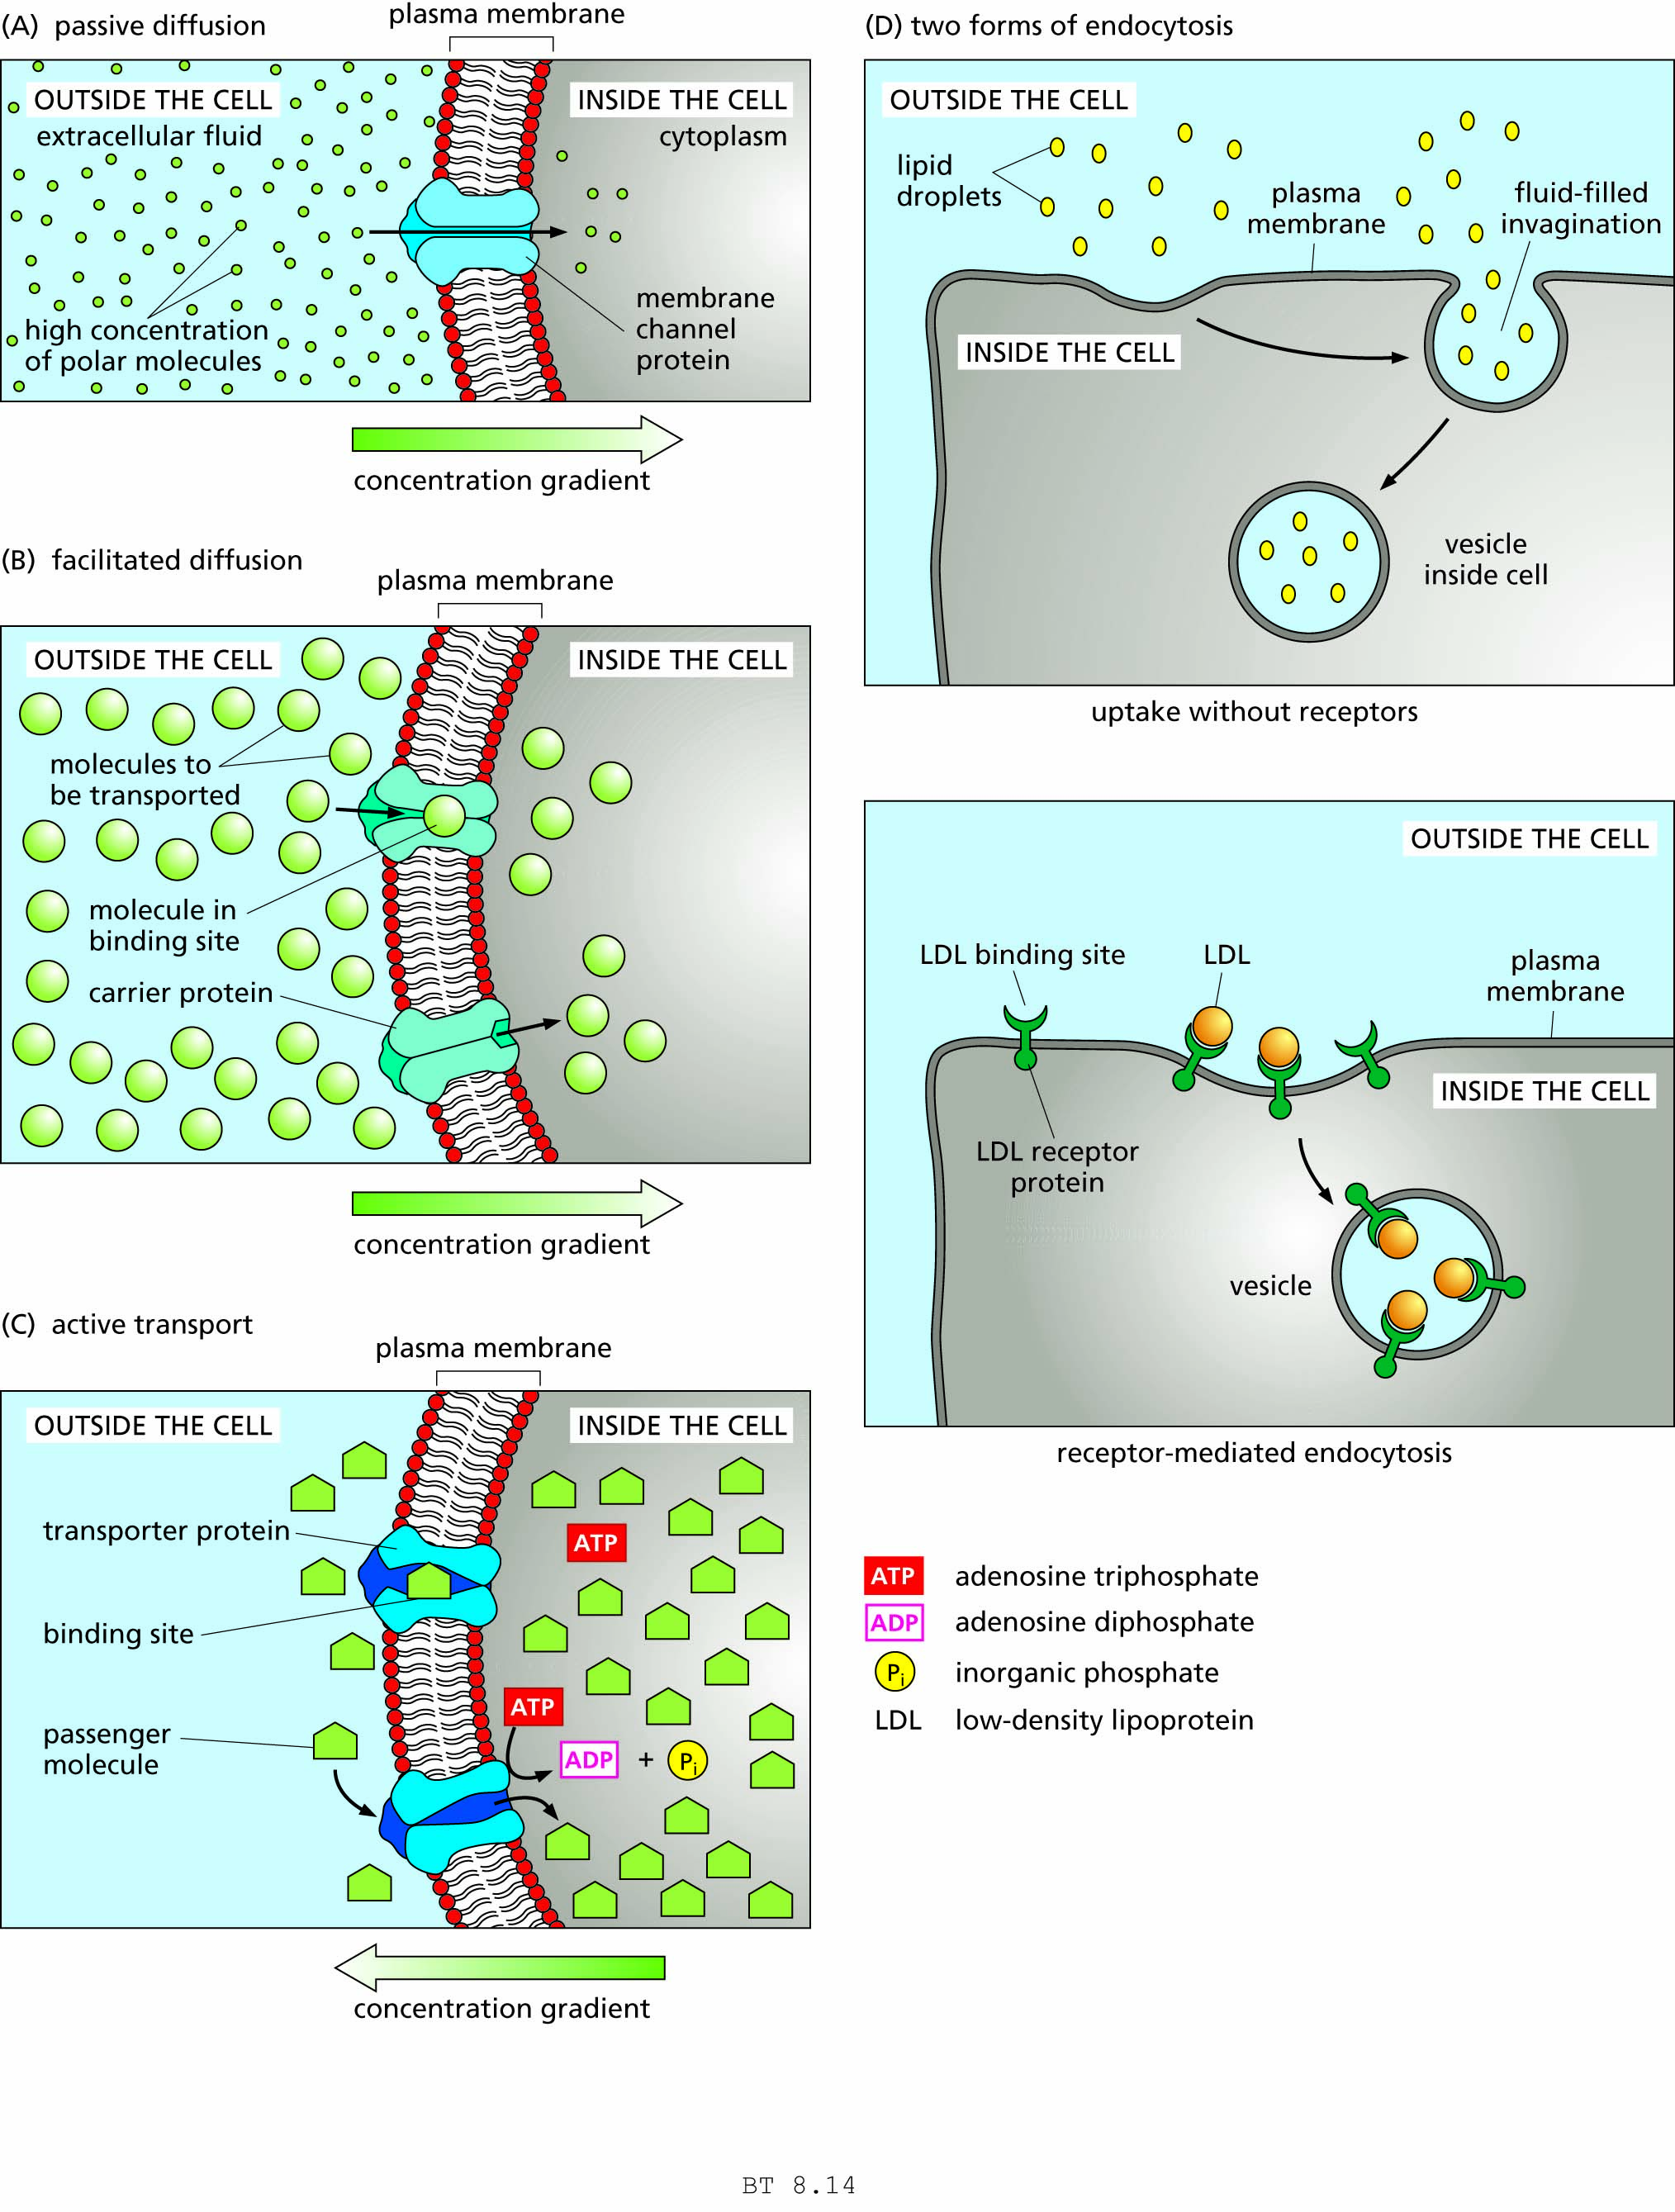 (A) passive diffusion
plasma membrane
OUTSIDE THE CELL
extracellular fluid
INSIDE THE CELL
cytoplasm
high concentration
of polar molecules
membrane
channel
protein
concentration gradient
(B) facilitated diffusion
plasma membrane
OUTSIDE THE CELL
INSIDE THE CELL
molecules to
be transported
molecule in
binding site
carrier protein
concentration gradient
(C) active transport
plasma membrane
OUTSIDE THE CELL
INSIDE THE CELL
transporter protein
ATP
binding site
ATP
passenger
molecule
ADP + Pi
concentration gradient
(D) two forms of endocytosis
OUTSIDE THE CELL
lipid
droplets
plasma
membrane
fluid-filled
invagination
INSIDE THE CELL
vesicle
inside cell
uptake without receptors
OUTSIDE THE CELL
LDL binding site
LDL
plasma
membrane
INSIDE THE CELL
LDL receptor
protein
vesicle
receptor-mediated endocytosis
ATP adenosine triphosphate
ADP adenosine diphosphate
Pi inorganic phosphate
LDL low-density lipoprotein
BT 8.14